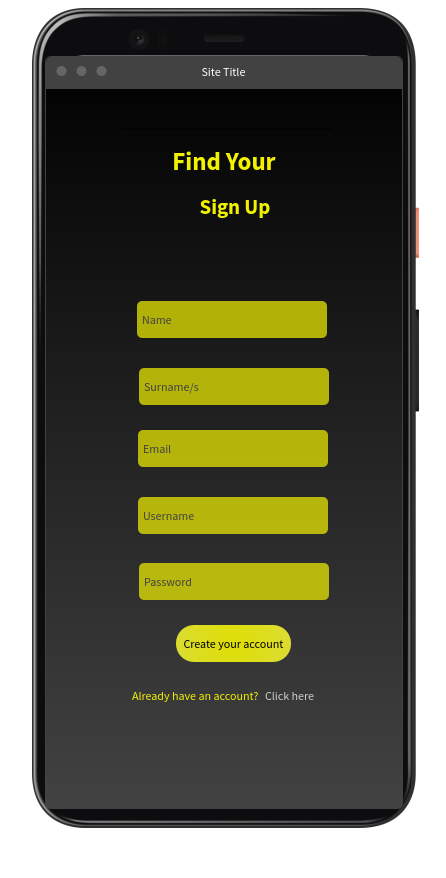 Site Title
Find Your
Sign Up
Name
Surname/s
Email
Username
Password
Create your account
Already have an account? Click here